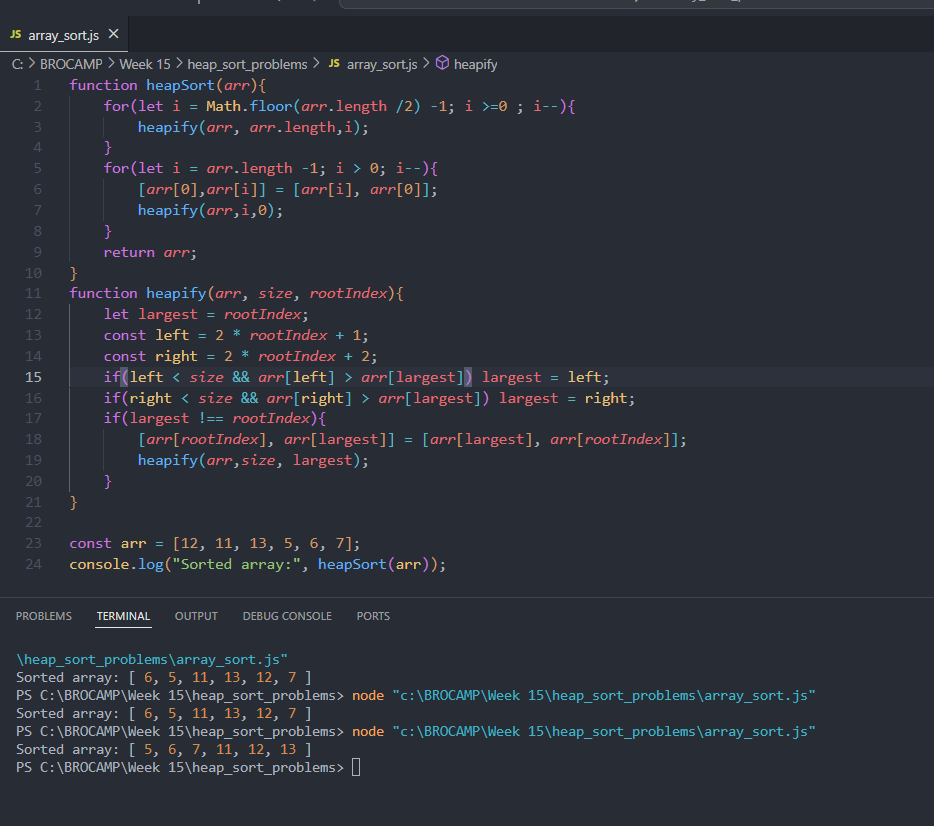 JS array_sort.js ×
C: > BROCAMP > Week 15 > heap_sort_problems > JS array_sort.js > heapify
1 function heapSort(arr){
2 for(let i = Math.floor(arr.length /2) -1; i >=0 ; i--){
3 heapify(arr, arr.length,i);
4 }
5 for(let i = arr.length -1; i > 0; i--){
6 [arr[0],arr[i]] = [arr[i], arr[0]];
7 heapify(arr,i,0);
8 }
9 return arr;
10 }
11 function heapify(arr, size, rootIndex){
12 let largest = rootIndex;
13 const left = 2 * rootIndex + 1;
14 const right = 2 * rootIndex + 2;
15 if(left < size && arr[left] > arr[largest]) largest = left;
16 if(right < size && arr[right] > arr[largest]) largest = right;
17 if(largest !== rootIndex){
18 [arr[rootIndex], arr[largest]] = [arr[largest], arr[rootIndex]];
19 heapify(arr,size, largest);
20 }
21 }
22
23 const arr = [12, 11, 13, 5, 6, 7];
24 console.log("Sorted array:", heapSort(arr));
PROBLEMS TERMINAL OUTPUT DEBUG CONSOLE PORTS
\heap_sort_problems\array_sort.js"
Sorted array: [ 6, 5, 11, 13, 12, 7 ]
PS C:\BROCAMP\Week 15\heap_sort_problems> node "c:\BROCAMP\Week 15\heap_sort_problems\array_sort.js"
Sorted array: [ 6, 5, 11, 13, 12, 7 ]
PS C:\BROCAMP\Week 15\heap_sort_problems> node "c:\BROCAMP\Week 15\heap_sort_problems\array_sort.js"
Sorted array: [ 5, 6, 7, 11, 12, 13 ]
PS C:\BROCAMP\Week 15\heap_sort_problems>